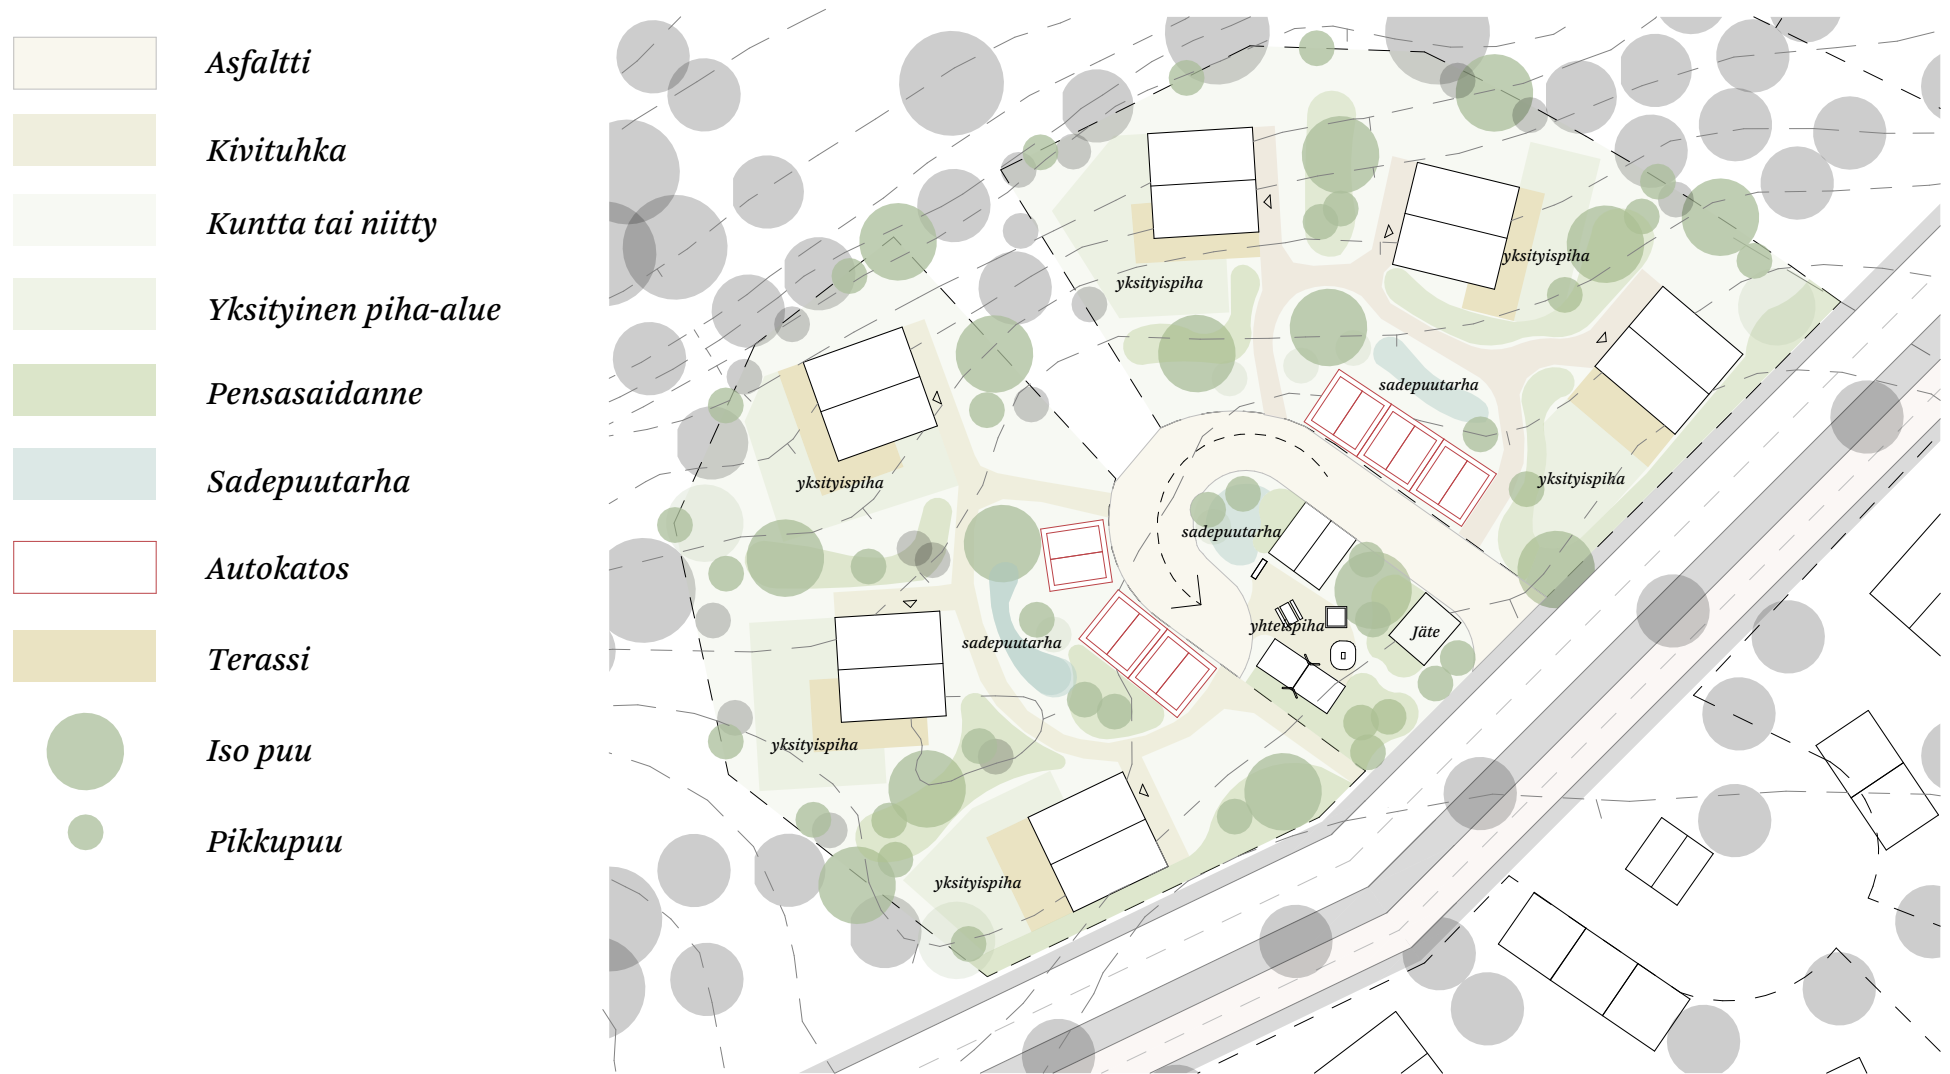 Asfaltti
Kivituhka
Kuntta tai niitty
Yksityinen piha-alue
Pensasaidanne
Sadepuutarha
Autokatos
Terassi
Iso puu
Pikkupuu
yksityispiha
yksityispiha
sadepuutarha
yksityispiha
yksityispiha
sadepuutarha
yhteispiha
Jäte
sadepuutarha
yksityispiha
yksityispiha